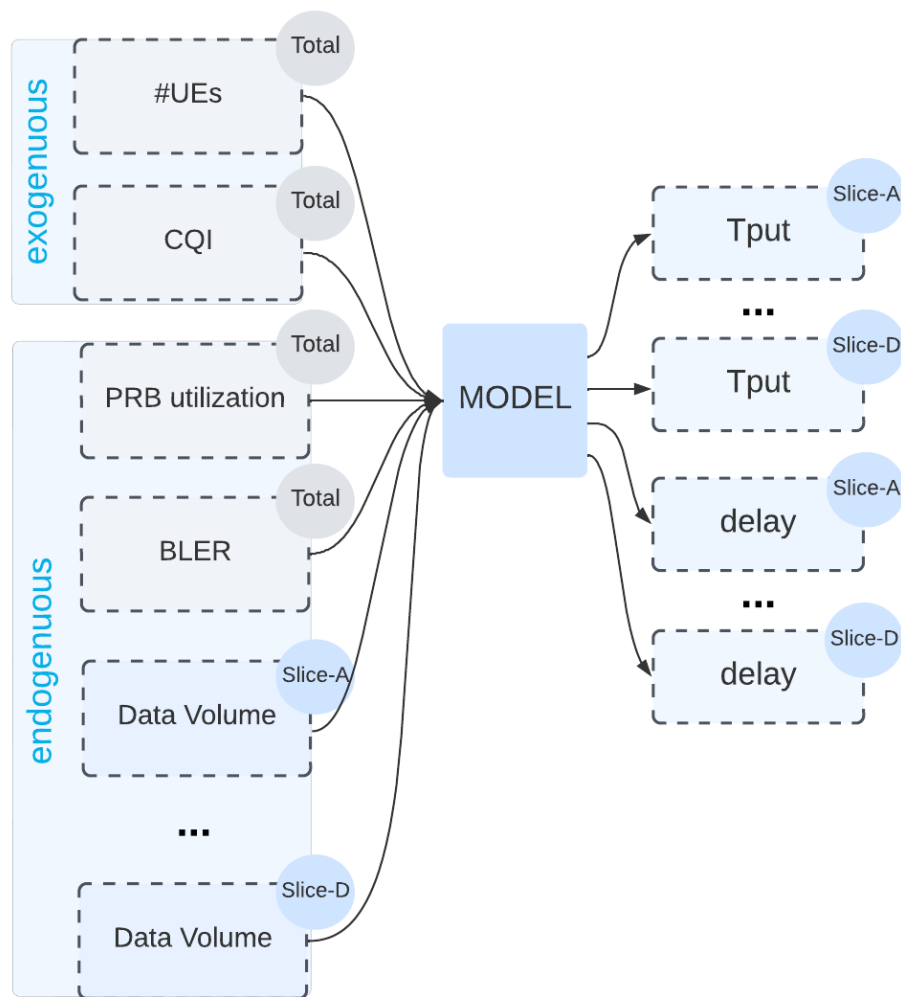 exogenuous
Total
#UEs
Total
CQI
endogenuous
Total
PRB utilization
Total
BLER
Slice-A
Data Volume
...
Slice-D
Data Volume
MODEL
Slice-A
Tput
...
Slice-D
Tput
Slice-A
delay
...
Slice-D
delay